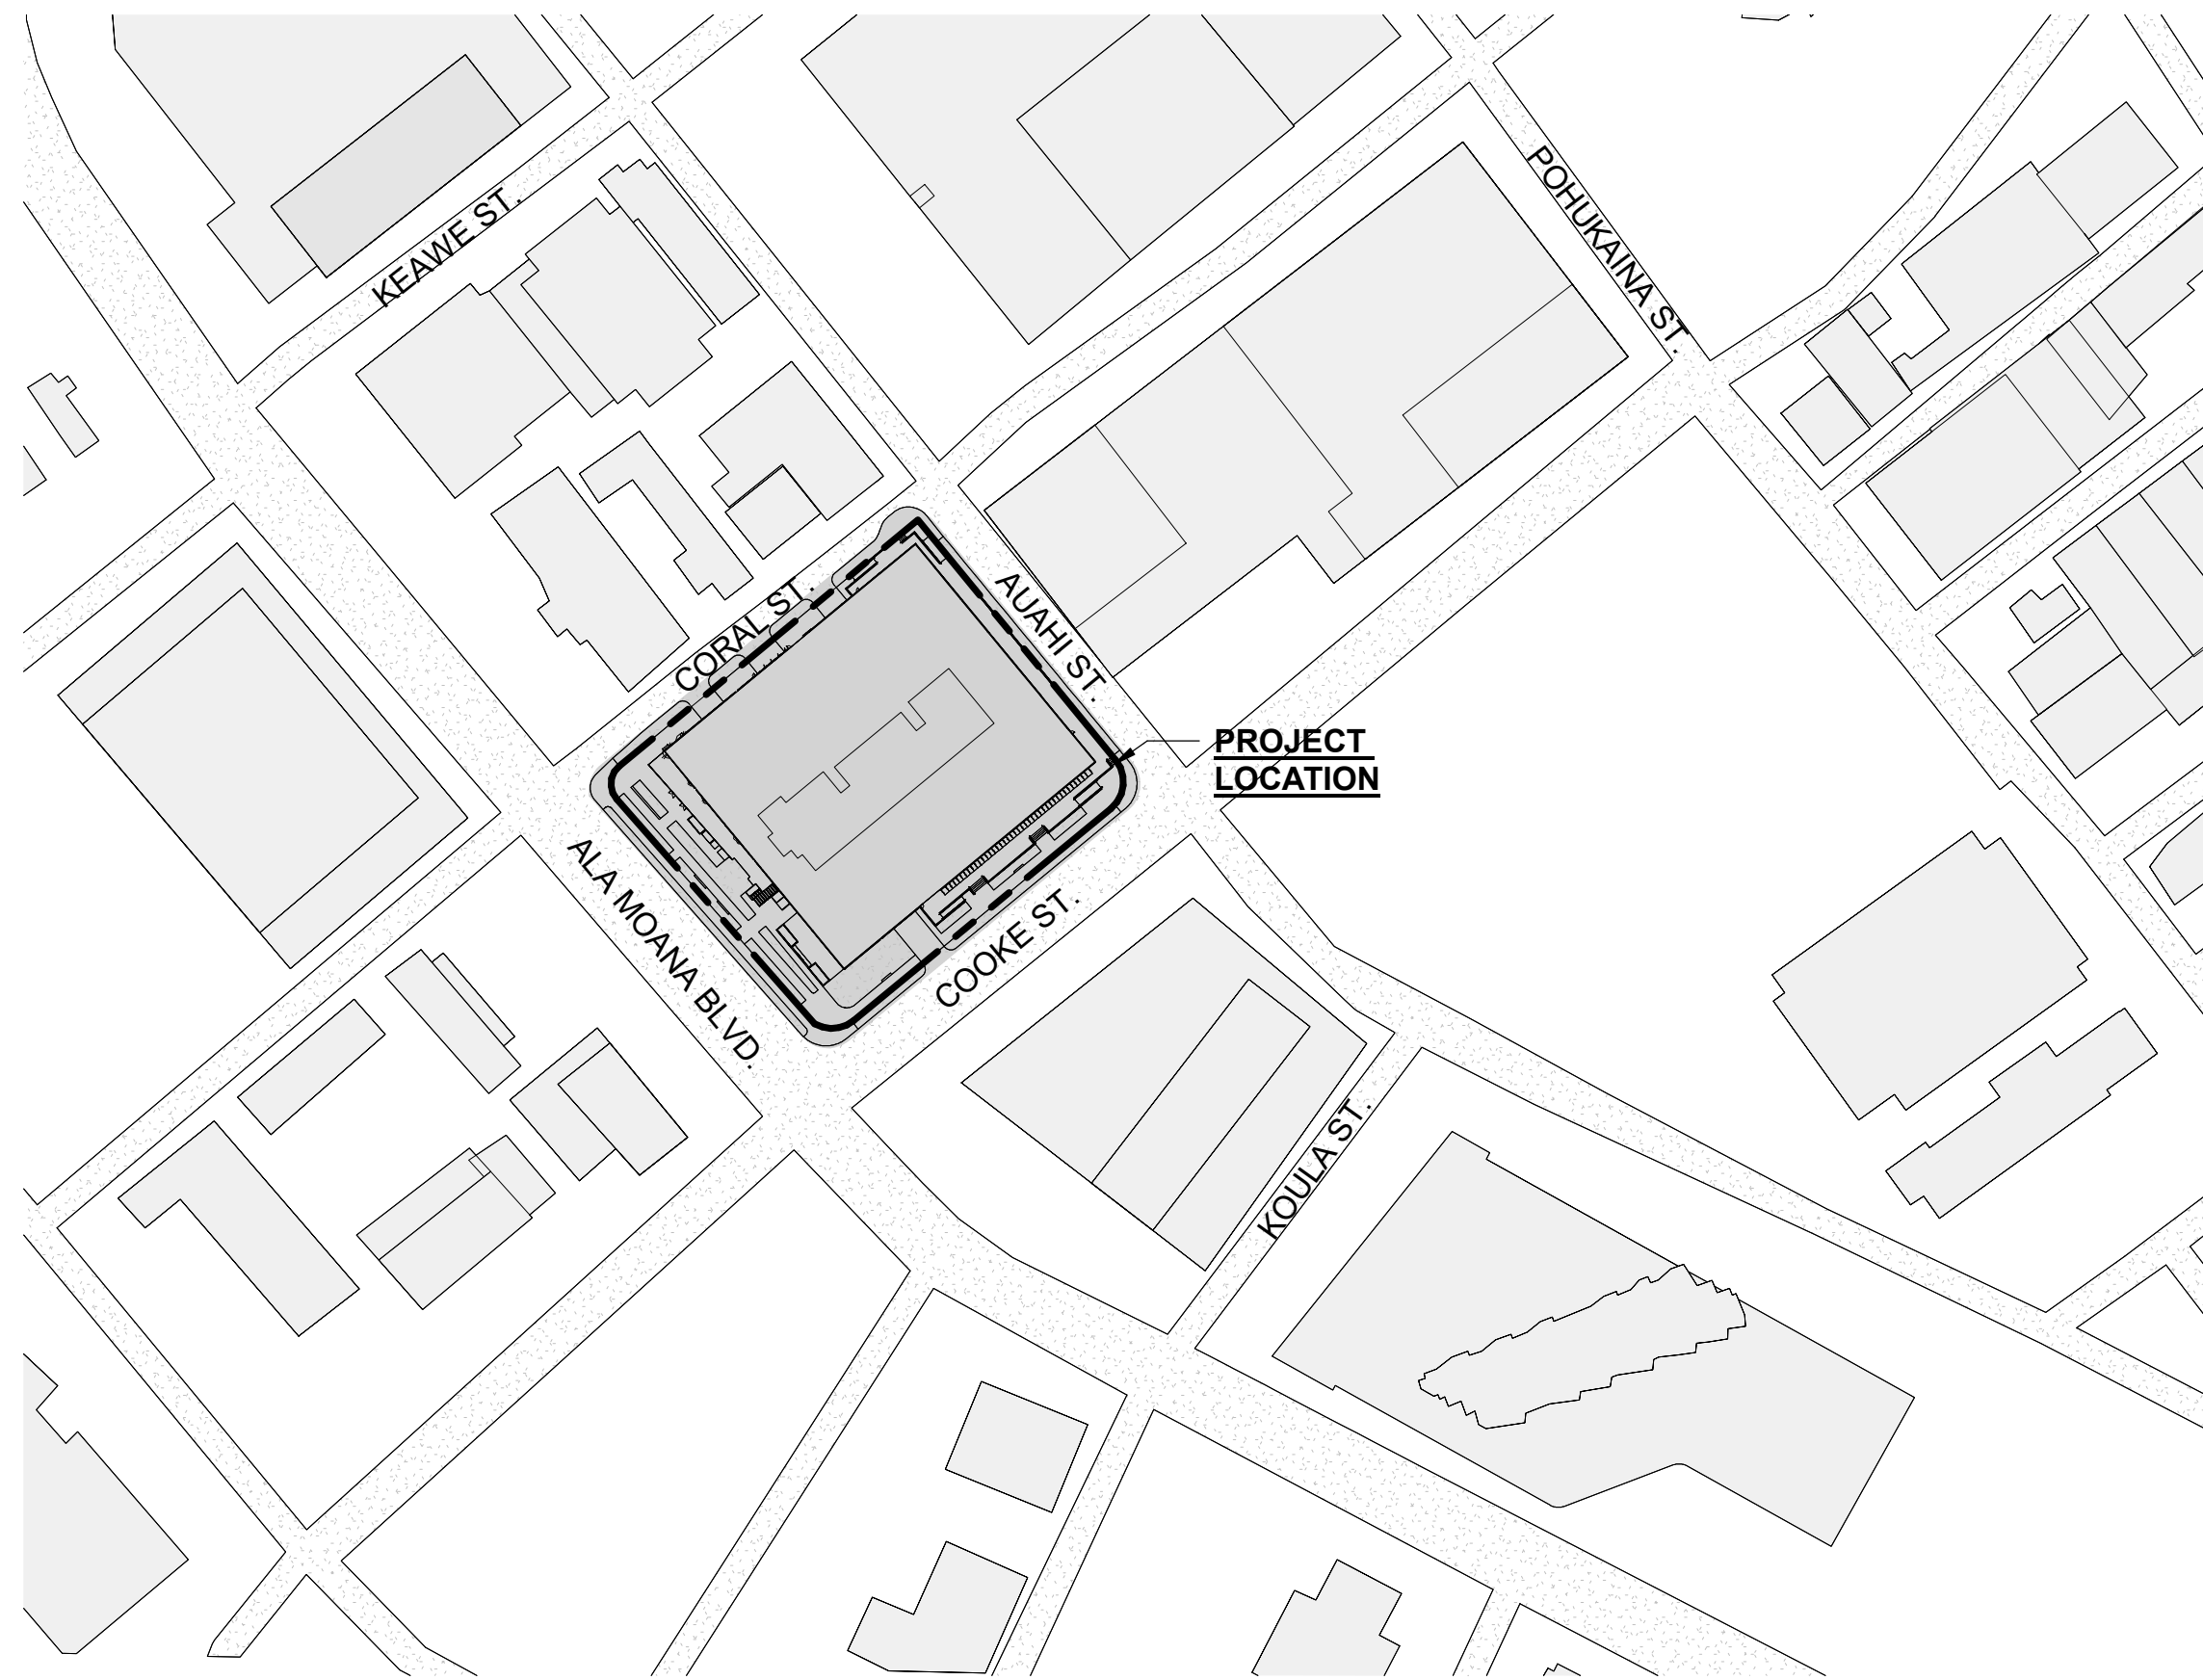 POHUKAINA ST.
KEAWE ST.
CORAL ST.
AUAHI ST.
PROJECT
LOCATION
ALA MOANA BLVD.
COOKE ST.
KOULA ST.